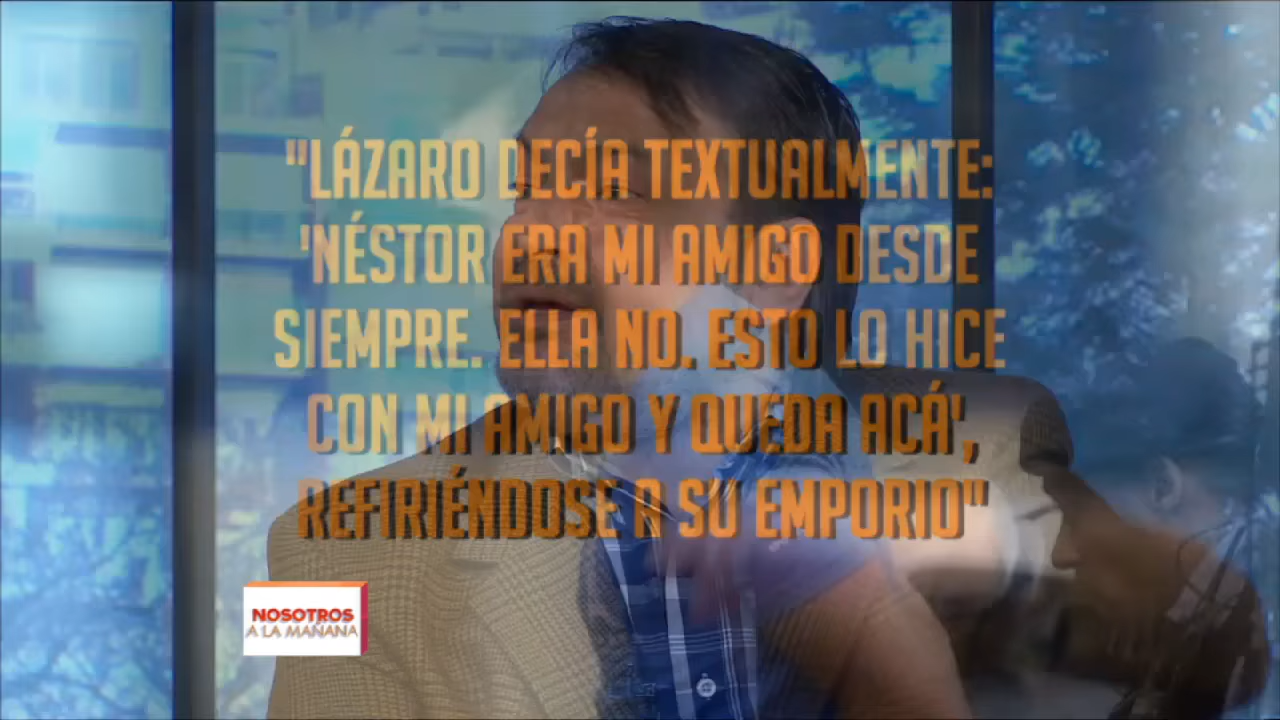 "LÁZARO DECÍA TEXTUALMENTE:
'NÉSTOR ERA MI AMIGO DESDE
SIEMPRE. ELLA NO. ESTO LO HICE
CON MI AMIGO Y QUEDA ACÁ',
REFIRIÉNDOSE A SU EMPORIO"
NOSOTROS
A LA MAÑANA